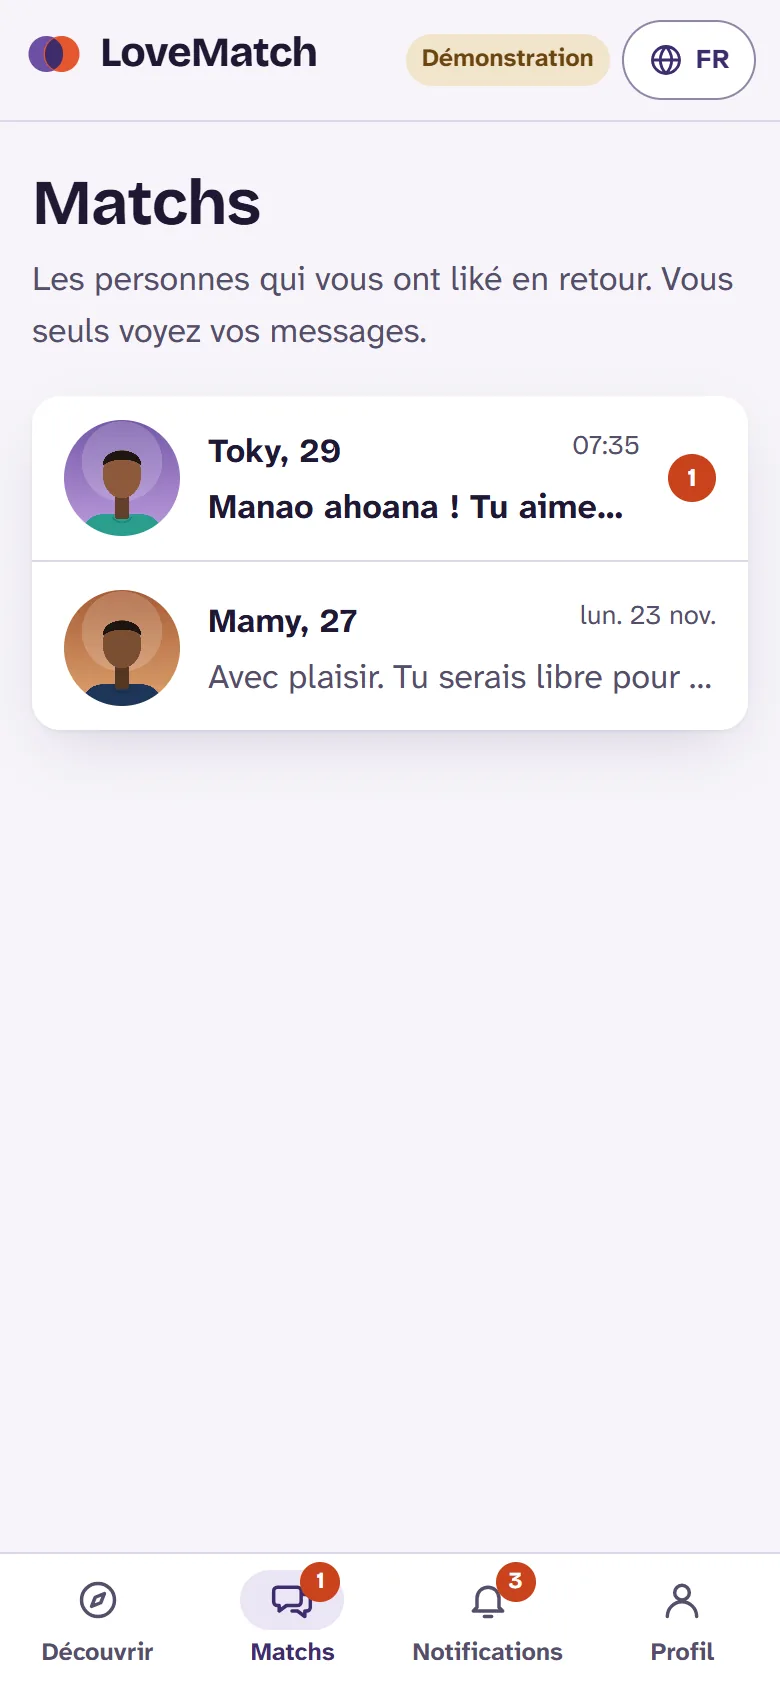 LoveMatch
Démonstration
FR
Matchs
Les personnes qui vous ont liké en retour. Vous
seuls voyez vos messages.
Toky, 29
07:35
Manao ahoana ! Tu aime...
1
Mamy, 27
lun. 23 nov.
Avec plaisir. Tu serais libre pour ...
1
3
Découvrir
Matchs
Notifications
Profil